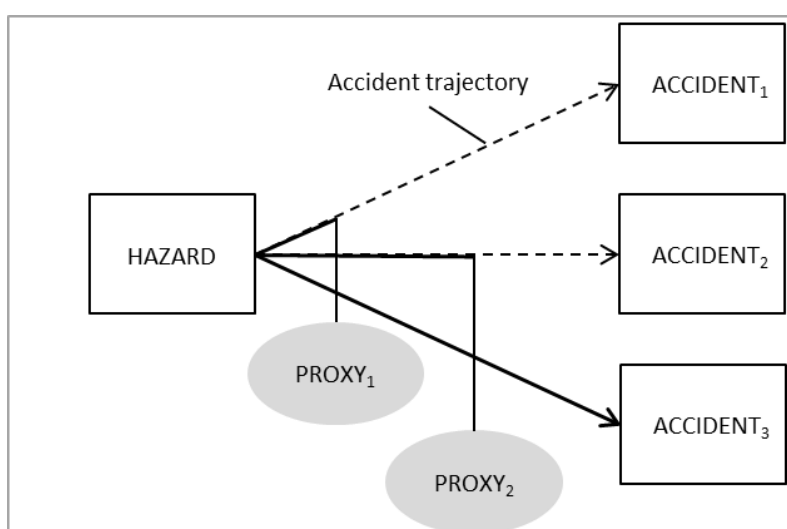 Accident trajectory
ACCIDENT₁
HAZARD
ACCIDENT₂
PROXY₁
ACCIDENT₃
PROXY₂